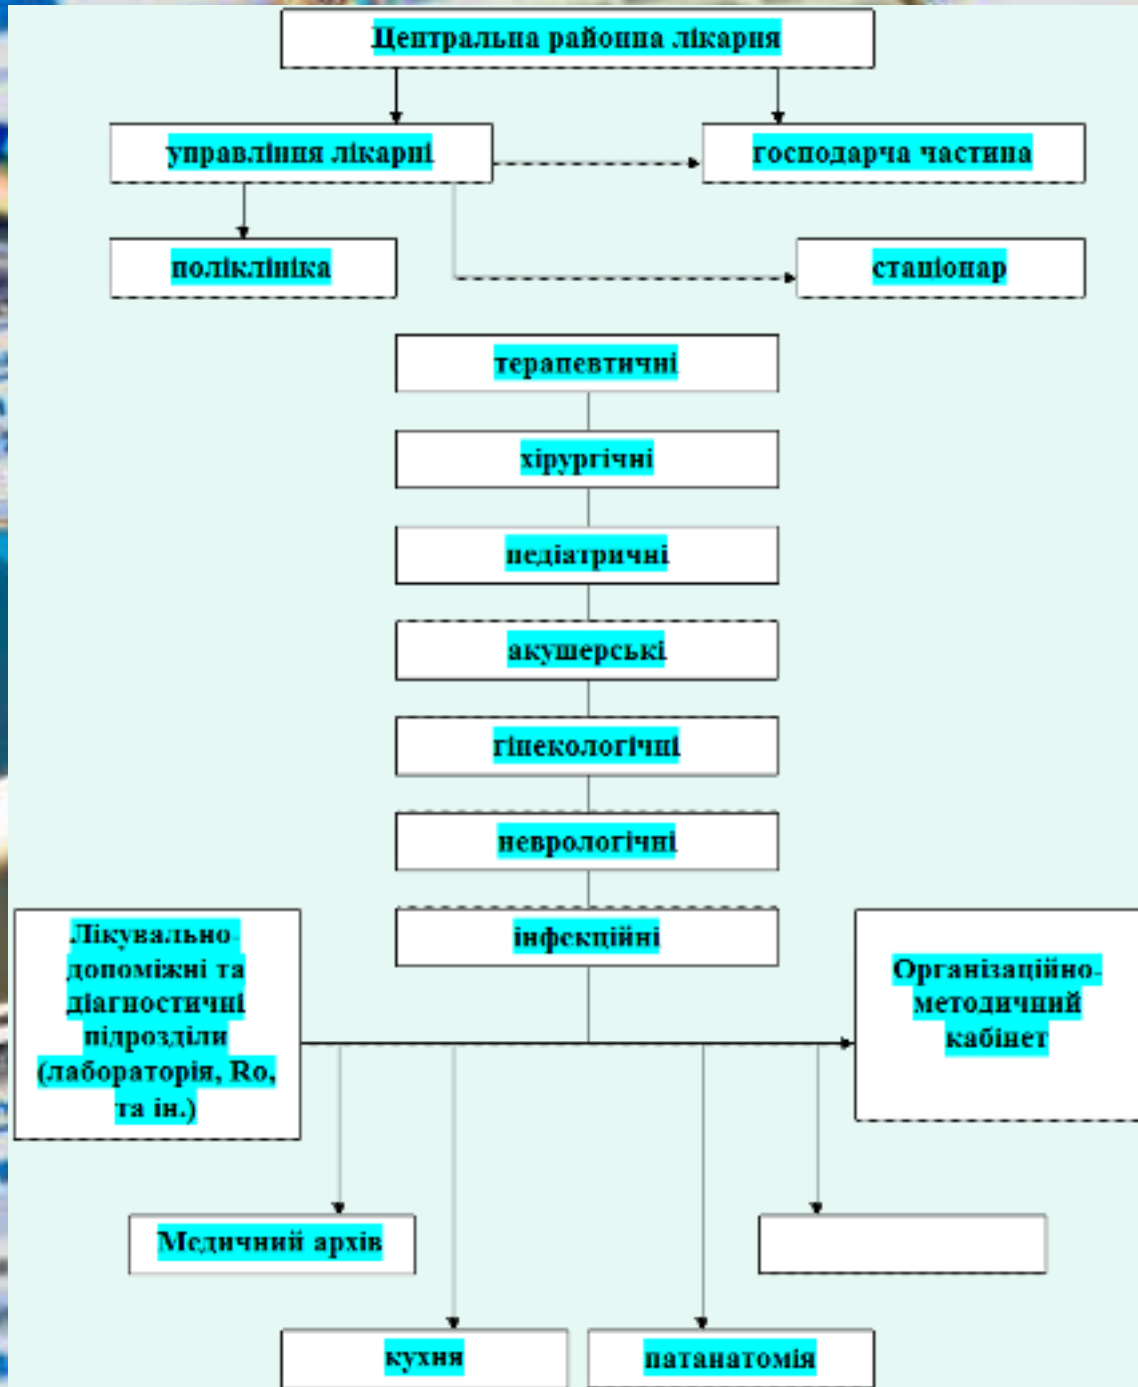 Центральна районна лікарня
управління лікарні
господарча частина
поліклініка
стаціонар
терапевтичні
хірургічні
педіатричні
акушерські
гінекологічні
неврологічні
інфекційні
Лікувально-
допоміжні та
діагностичні
підрозділи
(лабораторія, Ro,
та ін.)
Організаційно-
методичний
кабінет
Медичний архів
кухня
патанатомія